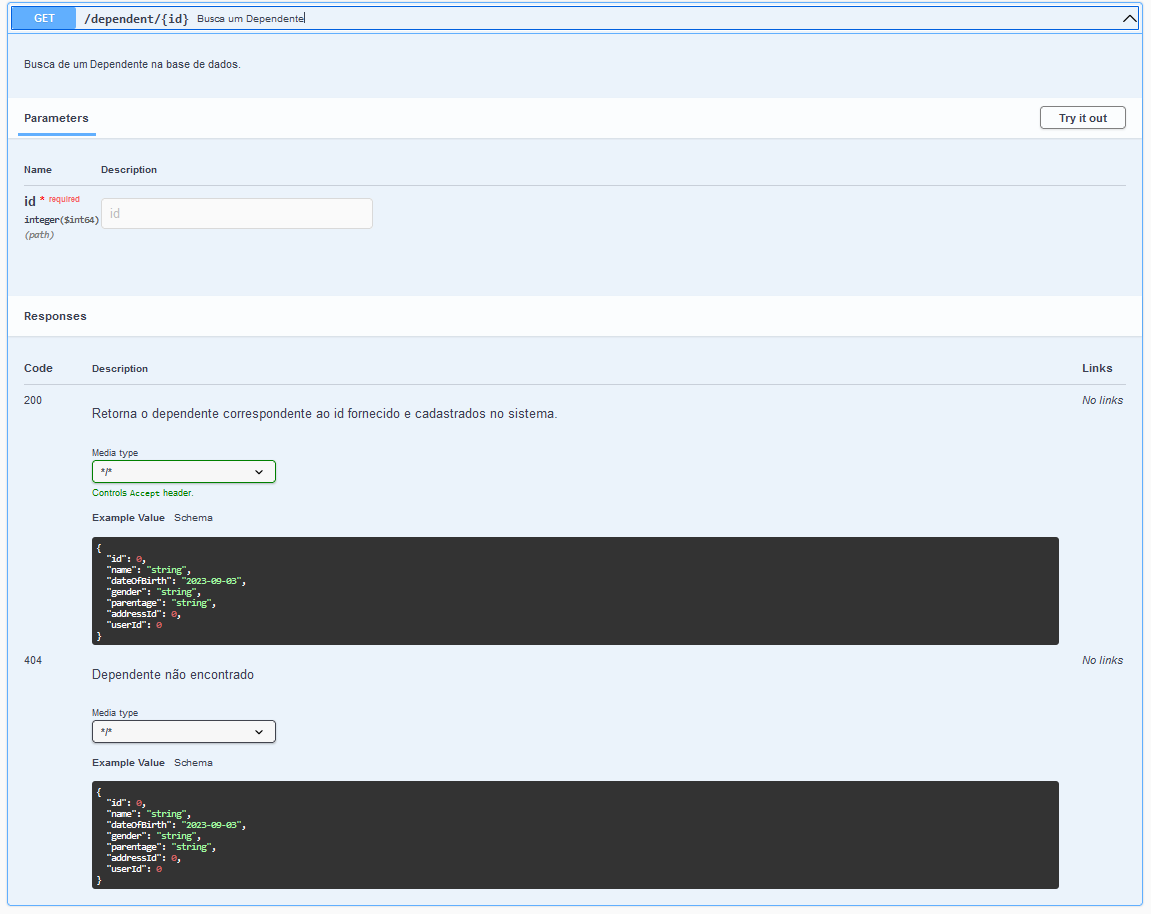 GET /dependent/{id} Busca um Dependente
Busca de um Dependente na base de dados.
Parameters
Try it out
Name Description
id * required
integer($int64)
(path)
id
Responses
Code Description Links
200
Retorna o dependente correspondente ao id fornecido e cadastrados no sistema.
No links
Media type
*/*
Controls Accept header.
Example Value Schema
{
  "id": 0,
  "name": "string",
  "dateOfBirth": "2023-09-03",
  "gender": "string",
  "parentage": "string",
  "addressId": 0,
  "userId": 0
}
404
Dependente não encontrado
No links
Media type
*/*
Example Value Schema
{
  "id": 0,
  "name": "string",
  "dateOfBirth": "2023-09-03",
  "gender": "string",
  "parentage": "string",
  "addressId": 0,
  "userId": 0
}